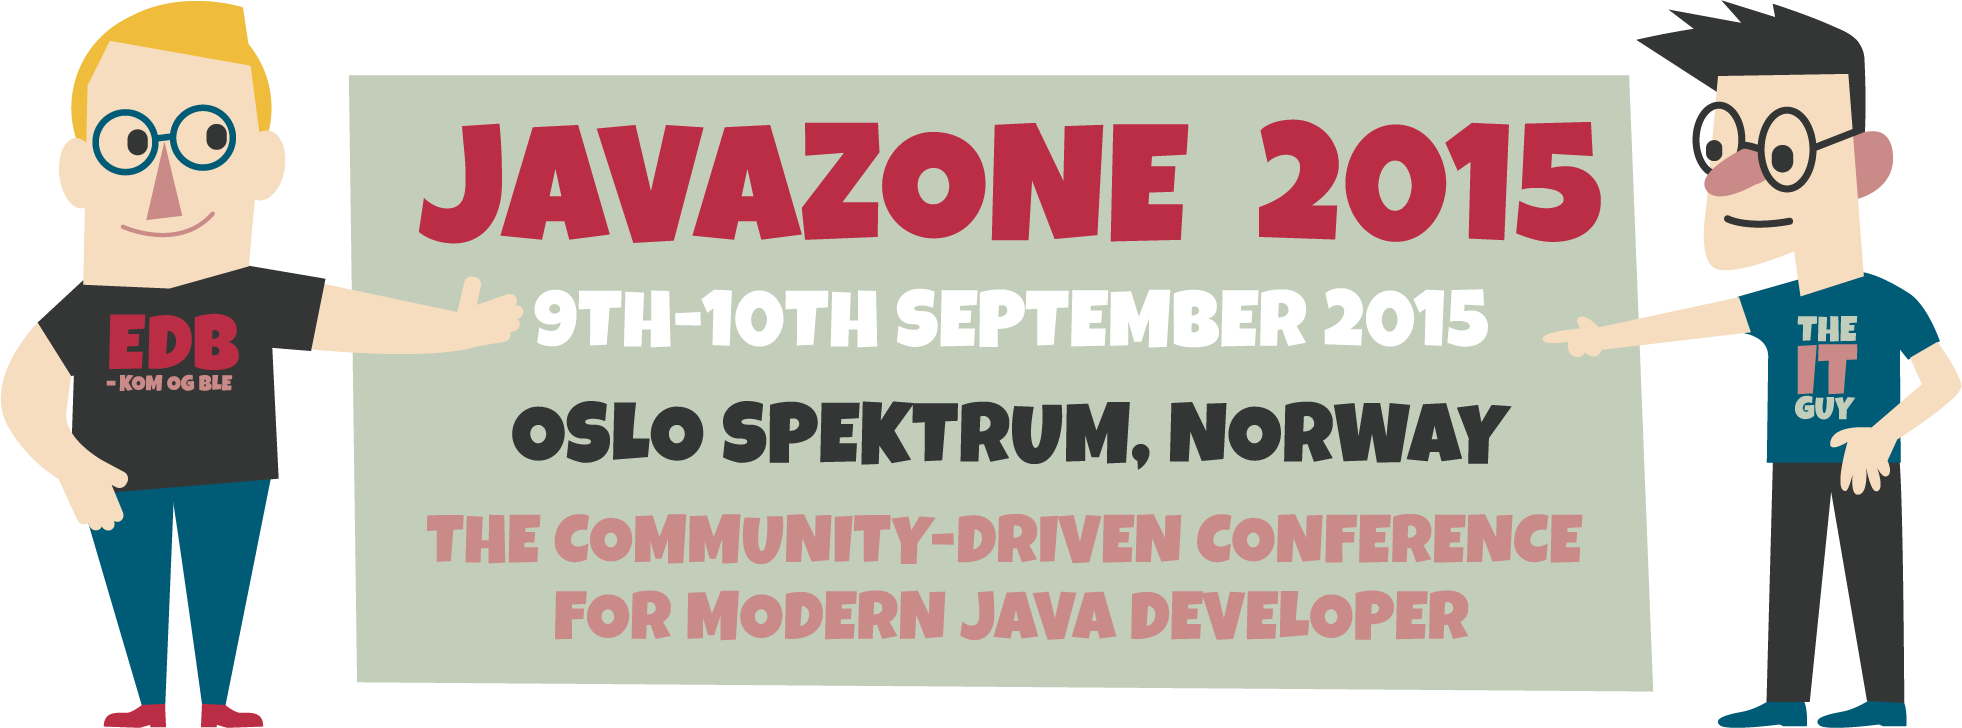 JAVAZONE 2015
9TH-10TH SEPTEMBER 2015
OSLO SPEKTRUM, NORWAY
THE COMMUNITY-DRIVEN CONFERENCE
FOR MODERN JAVA DEVELOPER
EDB
- KOM OG BLE
THE
IT
GUY